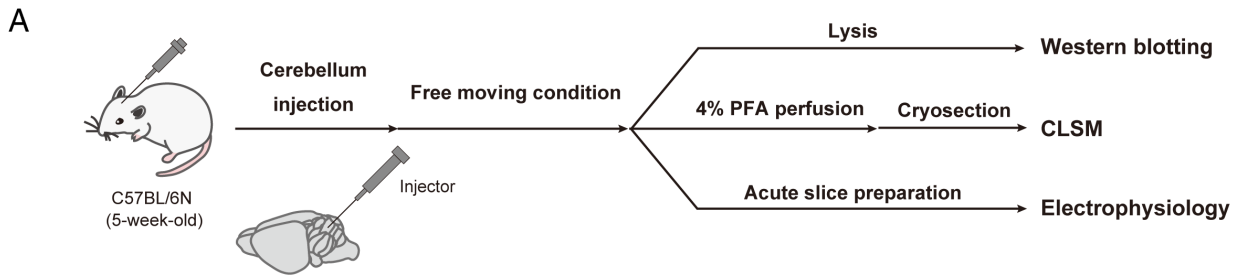 A
Cerebellum
injection
Free moving condition
Lysis
Western blotting
4% PFA perfusion
Cryosection
CLSM
Acute slice preparation
Electrophysiology
C57BL/6N
(5-week-old)
Injector